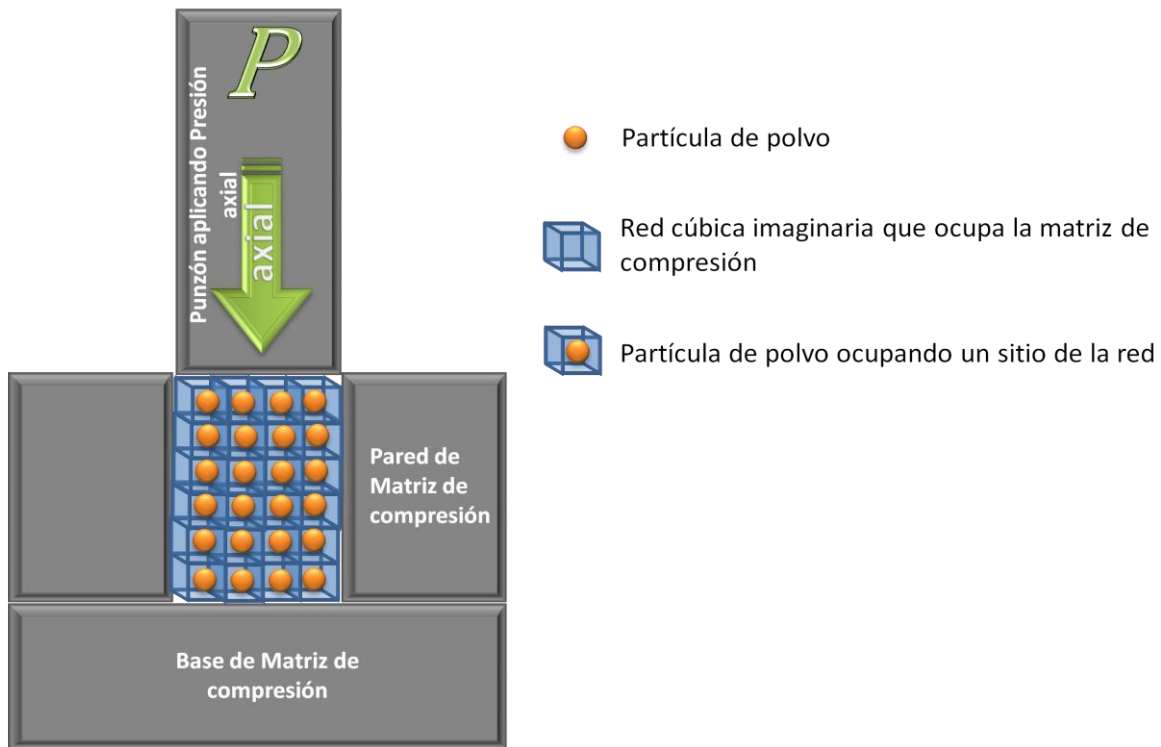 P
Punzón aplicando Presión
axial
axial
Partícula de polvo
Red cúbica imaginaria que ocupa la matriz de
compresión
Partícula de polvo ocupando un sitio de la red
Pared de
Matriz de
compresión
Base de Matriz de
compresión